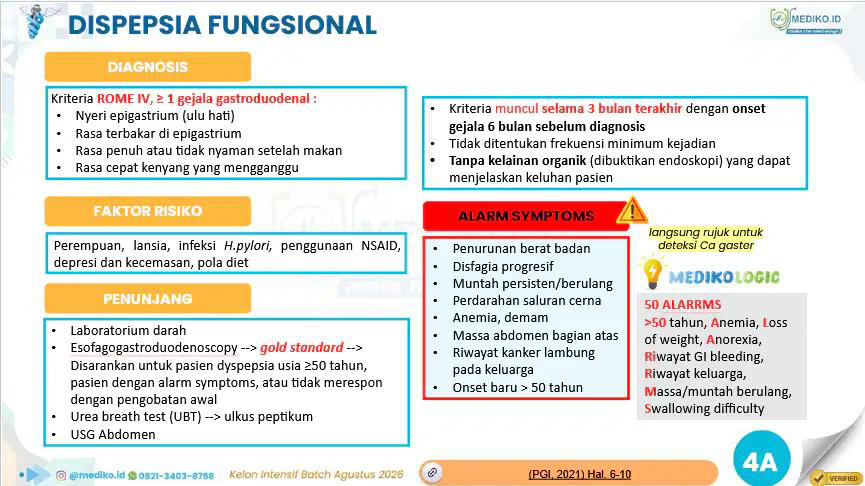 DISPEPSIA FUNGSIONAL
MEDIKO.ID
DIAGNOSIS
Kriteria ROME IV, ≥ 1 gejala gastroduodenal :
• Nyeri epigastrium (ulu hati)
• Rasa terbakar di epigastrium
• Rasa penuh atau tidak nyaman setelah makan
• Rasa cepat kenyang yang mengganggu
• Kriteria muncul selama 3 bulan terakhir dengan onset
gejala 6 bulan sebelum diagnosis
• Tidak ditentukan frekuensi minimum kejadian
• Tanpa kelainan organik (dibuktikan endoskopi) yang dapat
menjelaskan keluhan pasien
FAKTOR RISIKO
Perempuan, lansia, infeksi H.pylori, penggunaan NSAID,
depresi dan kecemasan, pola diet
PENUNJANG
• Laboratorium darah
• Esofagogastroduodenoscopy --> gold standard -->
Disarankan untuk pasien dyspepsia usia ≥50 tahun,
pasien dengan alarm symptoms, atau tidak merespon
dengan pengobatan awal
• Urea breath test (UBT) --> ulkus peptikum
• USG Abdomen
ALARM SYMPTOMS
• Penurunan berat badan
• Disfagia progresif
• Muntah persisten/berulang
• Perdarahan saluran cerna
• Anemia, demam
• Massa abdomen bagian atas
• Riwayat kanker lambung
pada keluarga
• Onset baru > 50 tahun
langsung rujuk untuk
deteksi Ca gaster
MEDIKOLOGIC
50 ALARRMS
>50 tahun, Anemia, Loss
of weight, Anorexia,
Riwayat GI bleeding,
Riwayat keluarga,
Massa/muntah berulang,
Swallowing difficulty
@mediko.id 0821-3403-8758 Kelon Intensif Batch Agustus 2026
(PGI, 2021) Hal. 6-10
4A
VERIFIED